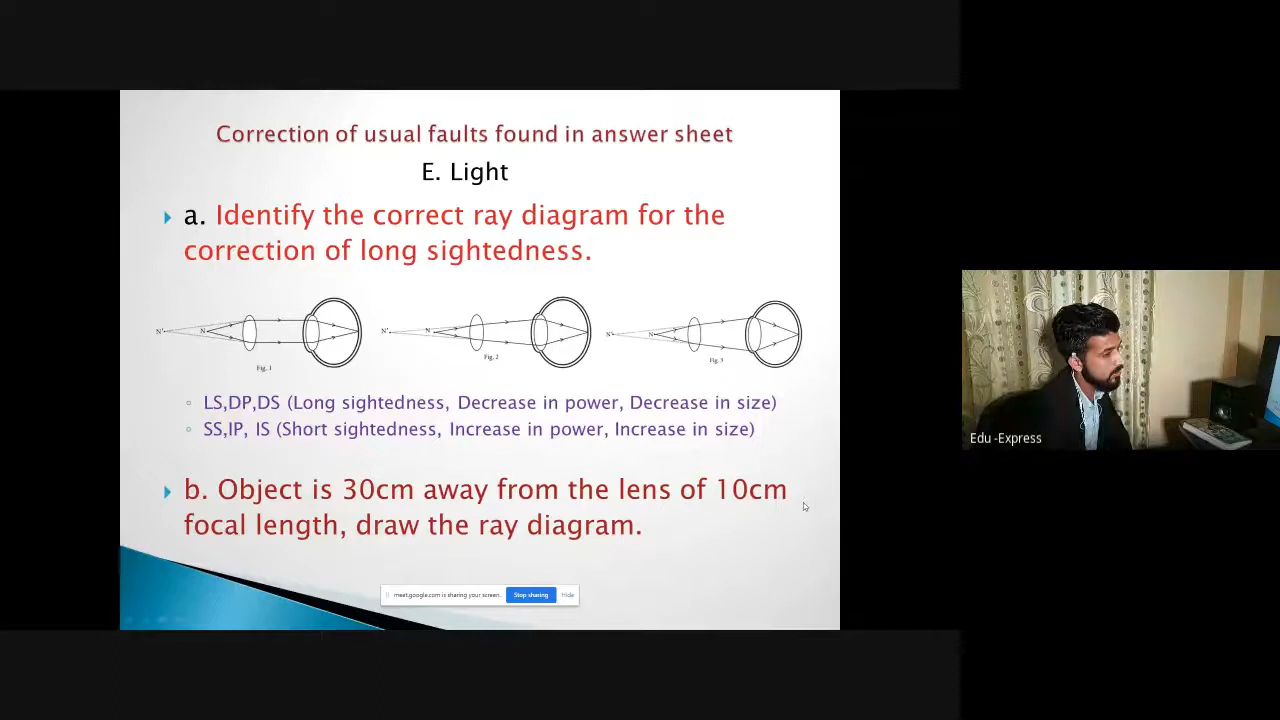 Correction of usual faults found in answer sheet
E. Light
a. Identify the correct ray diagram for the
correction of long sightedness.
N' N N' N N' N
Fig. 1 Fig. 2 Fig. 3
LS,DP,DS (Long sightedness, Decrease in power, Decrease in size)
SS,IP, IS (Short sightedness, Increase in power, Increase in size)
b. Object is 30cm away from the lens of 10cm
focal length, draw the ray diagram.
meet.google.com is sharing your screen. Stop sharing Hide
Edu -Express